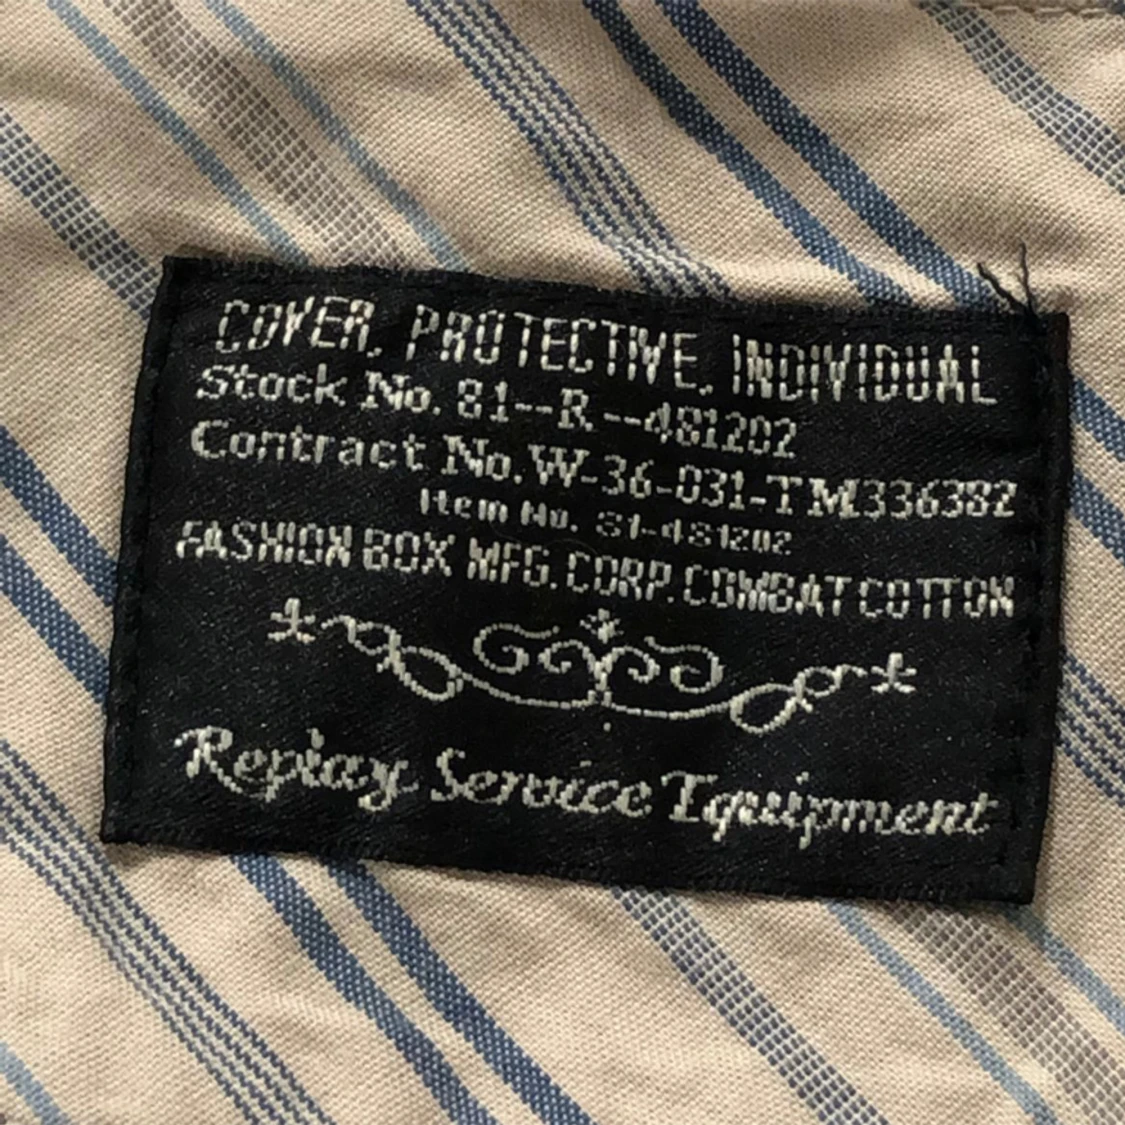 COVER, PROTECTIVE, INDIVIDUAL
Stock No. 81--R--481202
Contract No. W-36-031-TM336382
Item No. 81-481202
FASHION BOX MFG. CORP. COMBAT COTTON
Replay Service Equipment